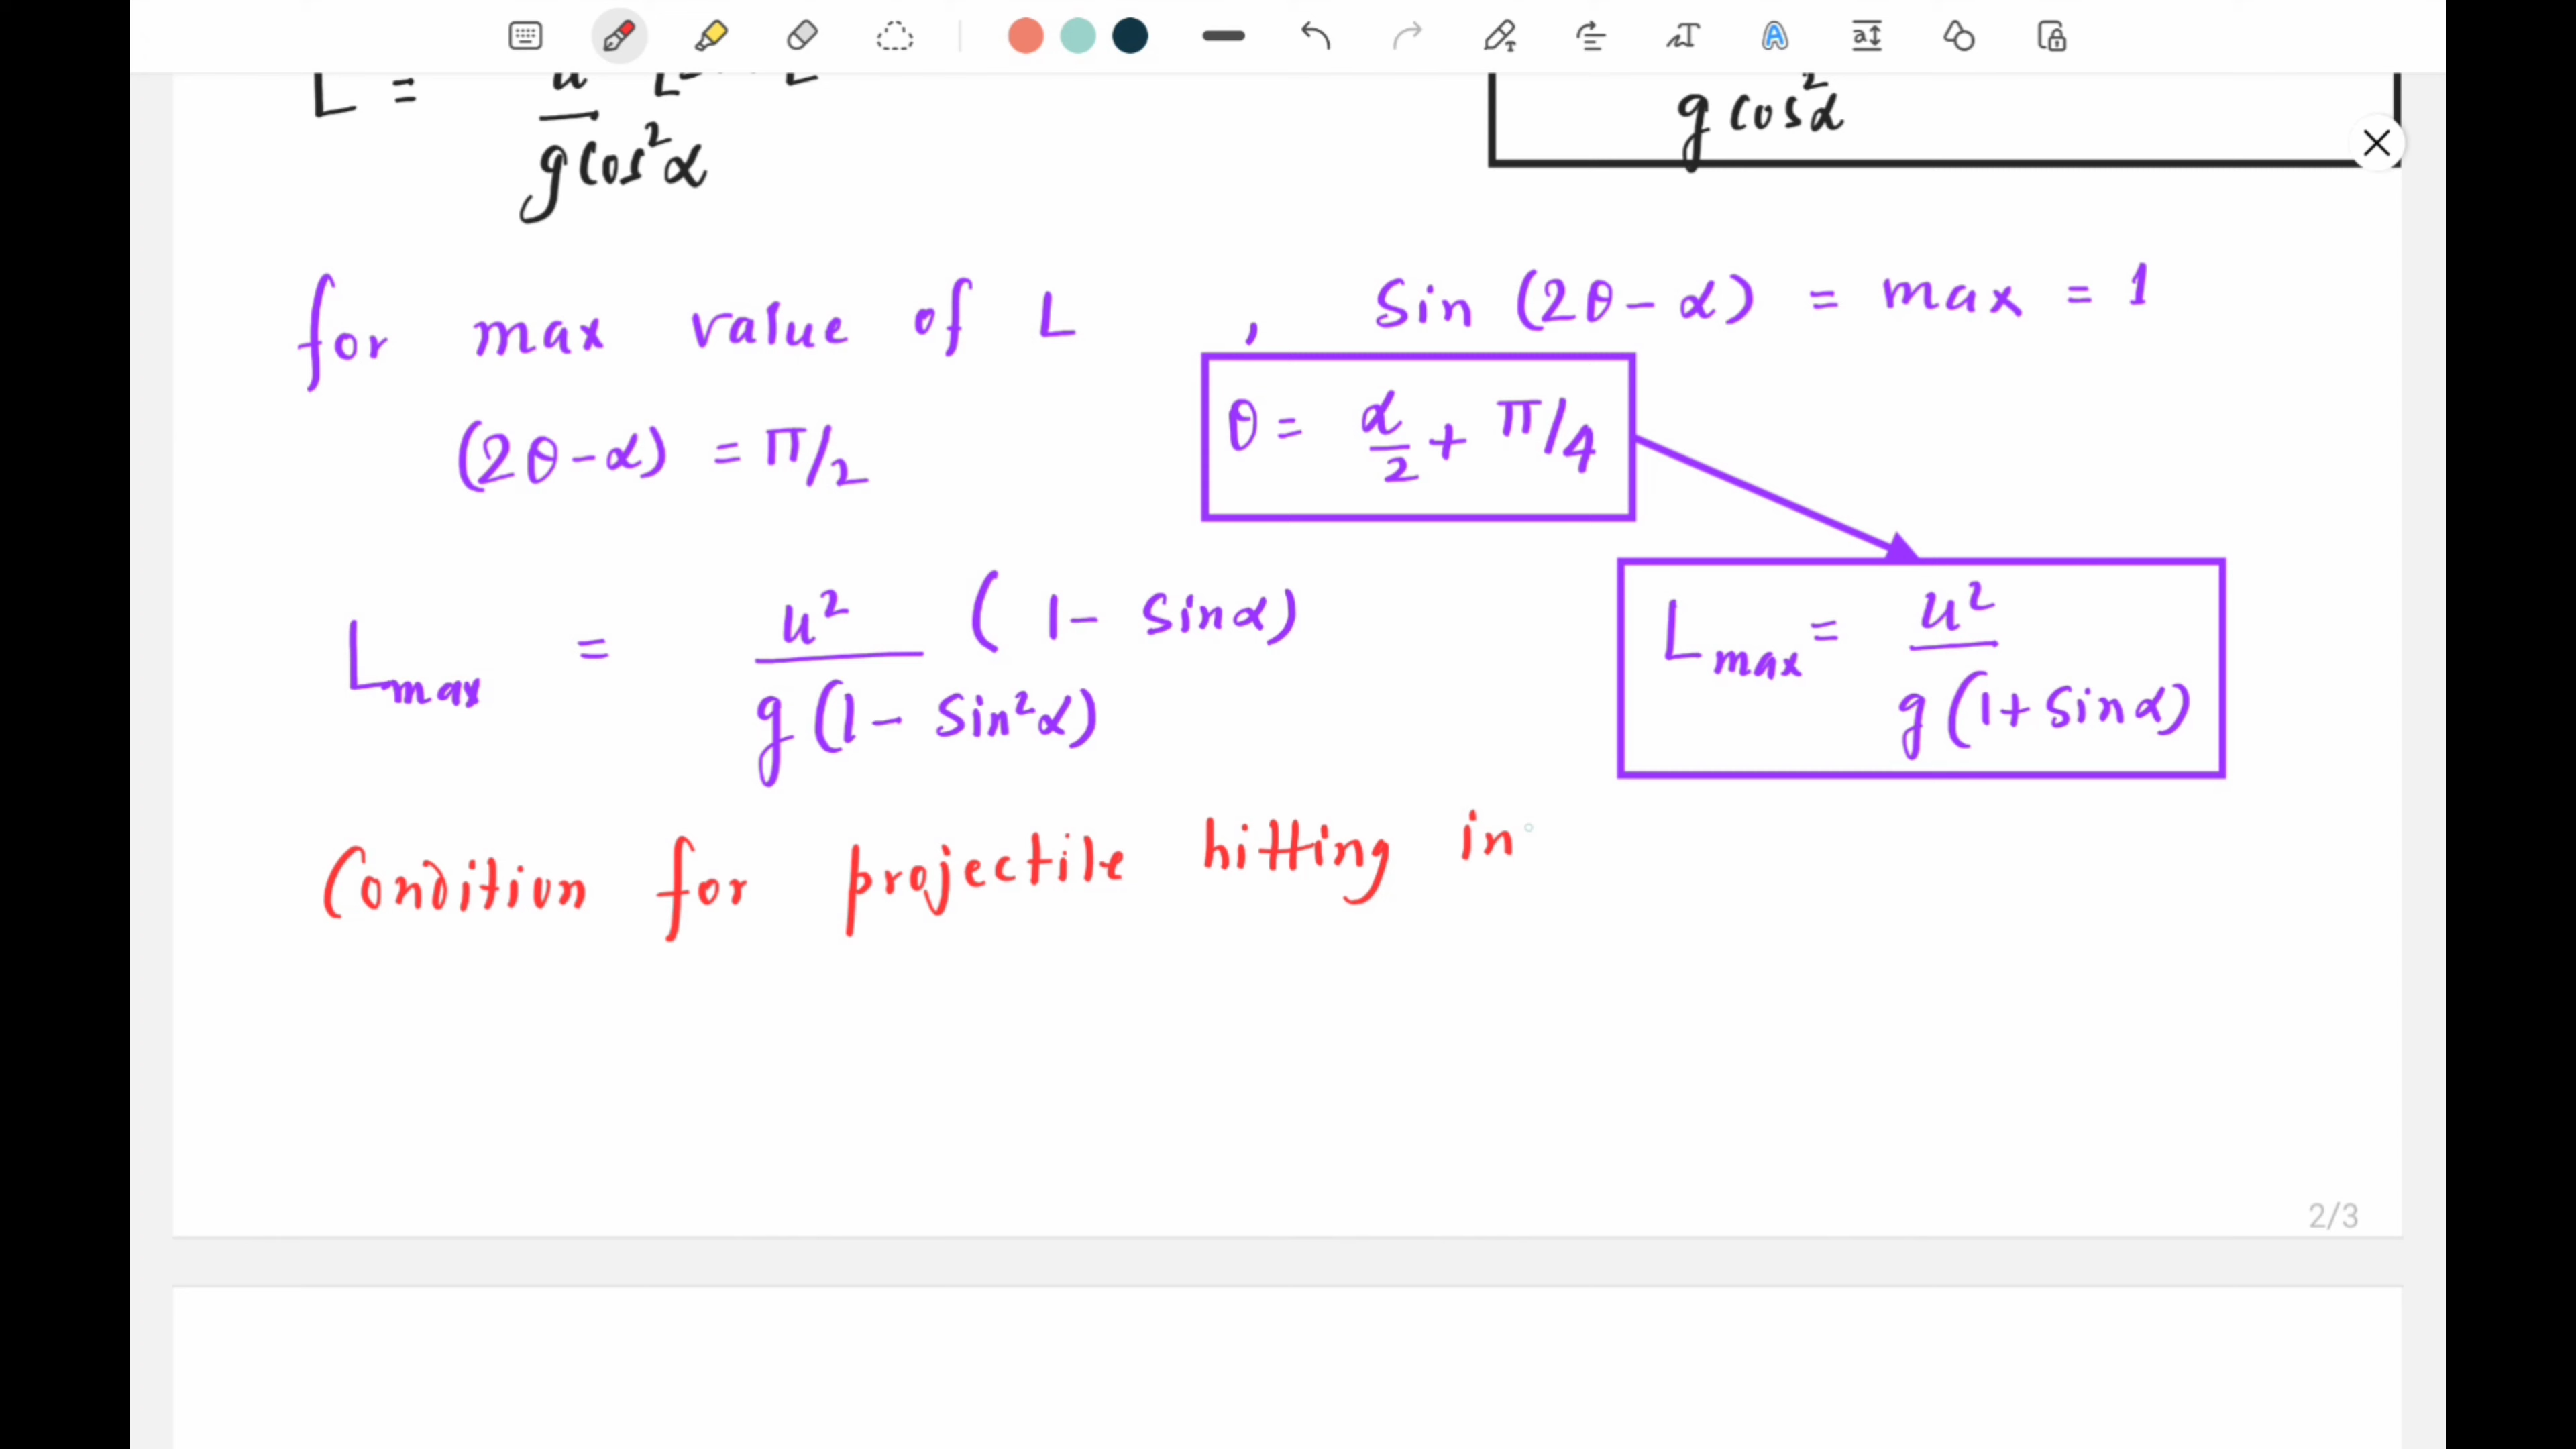 L = u
g cos²α
g cos²α
for max value of L , Sin (2θ - α) = max = 1
(2θ - α) = π/2
θ = α/2 + π/4
Lmax = u² (1 - Sinα)
g (1 - Sin²α)
Lmax = u²
g (1 + Sinα)
Condition for projectile hitting in
2/3